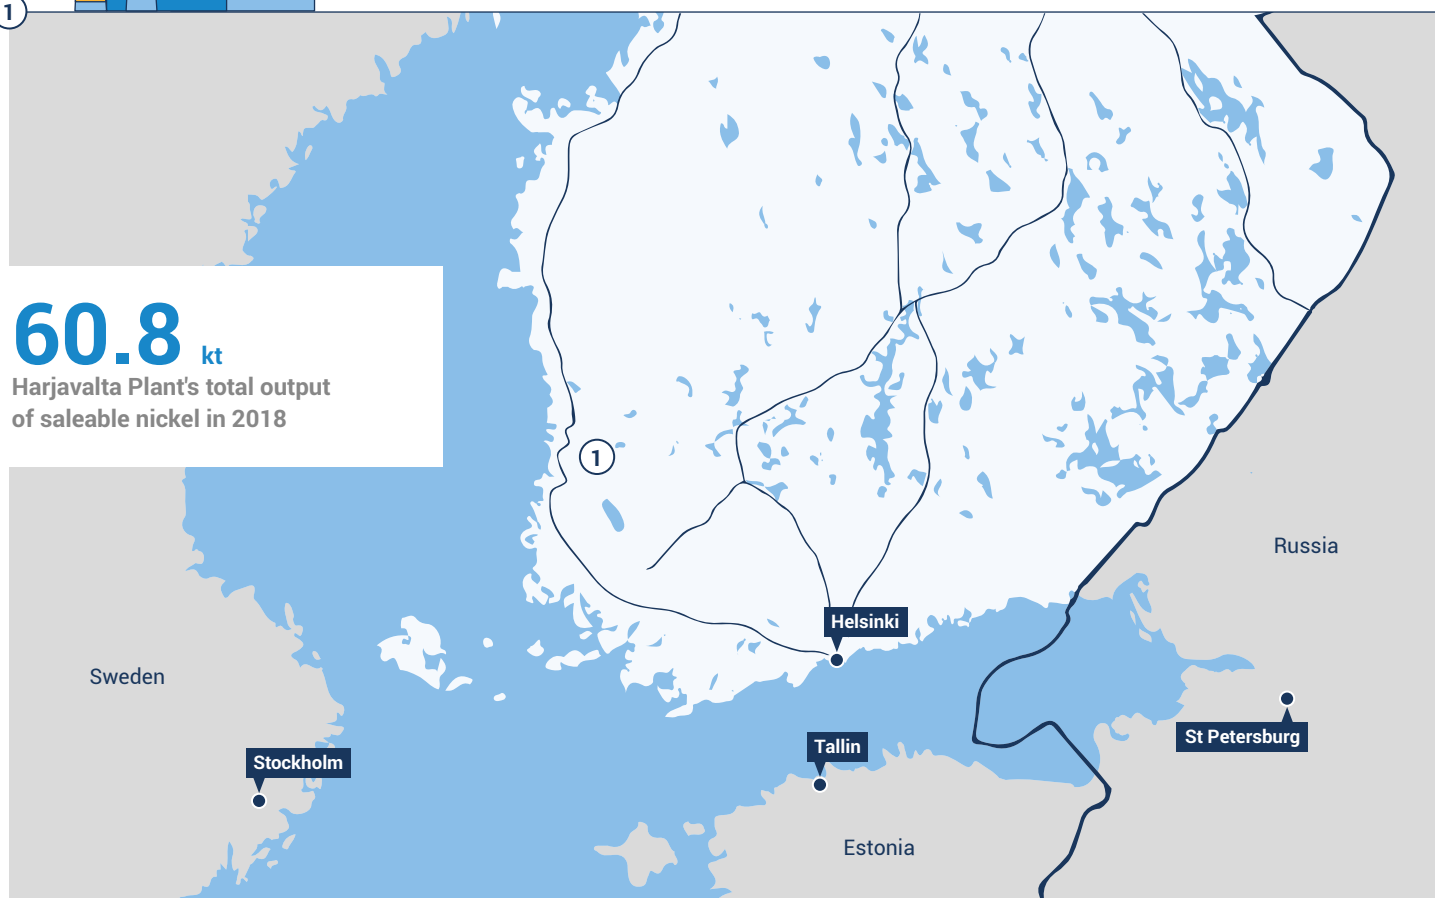 1
60.8 kt
Harjavalta Plant's total output
of saleable nickel in 2018
1
Russia
Helsinki
Sweden
St Petersburg
Tallin
Stockholm
Estonia